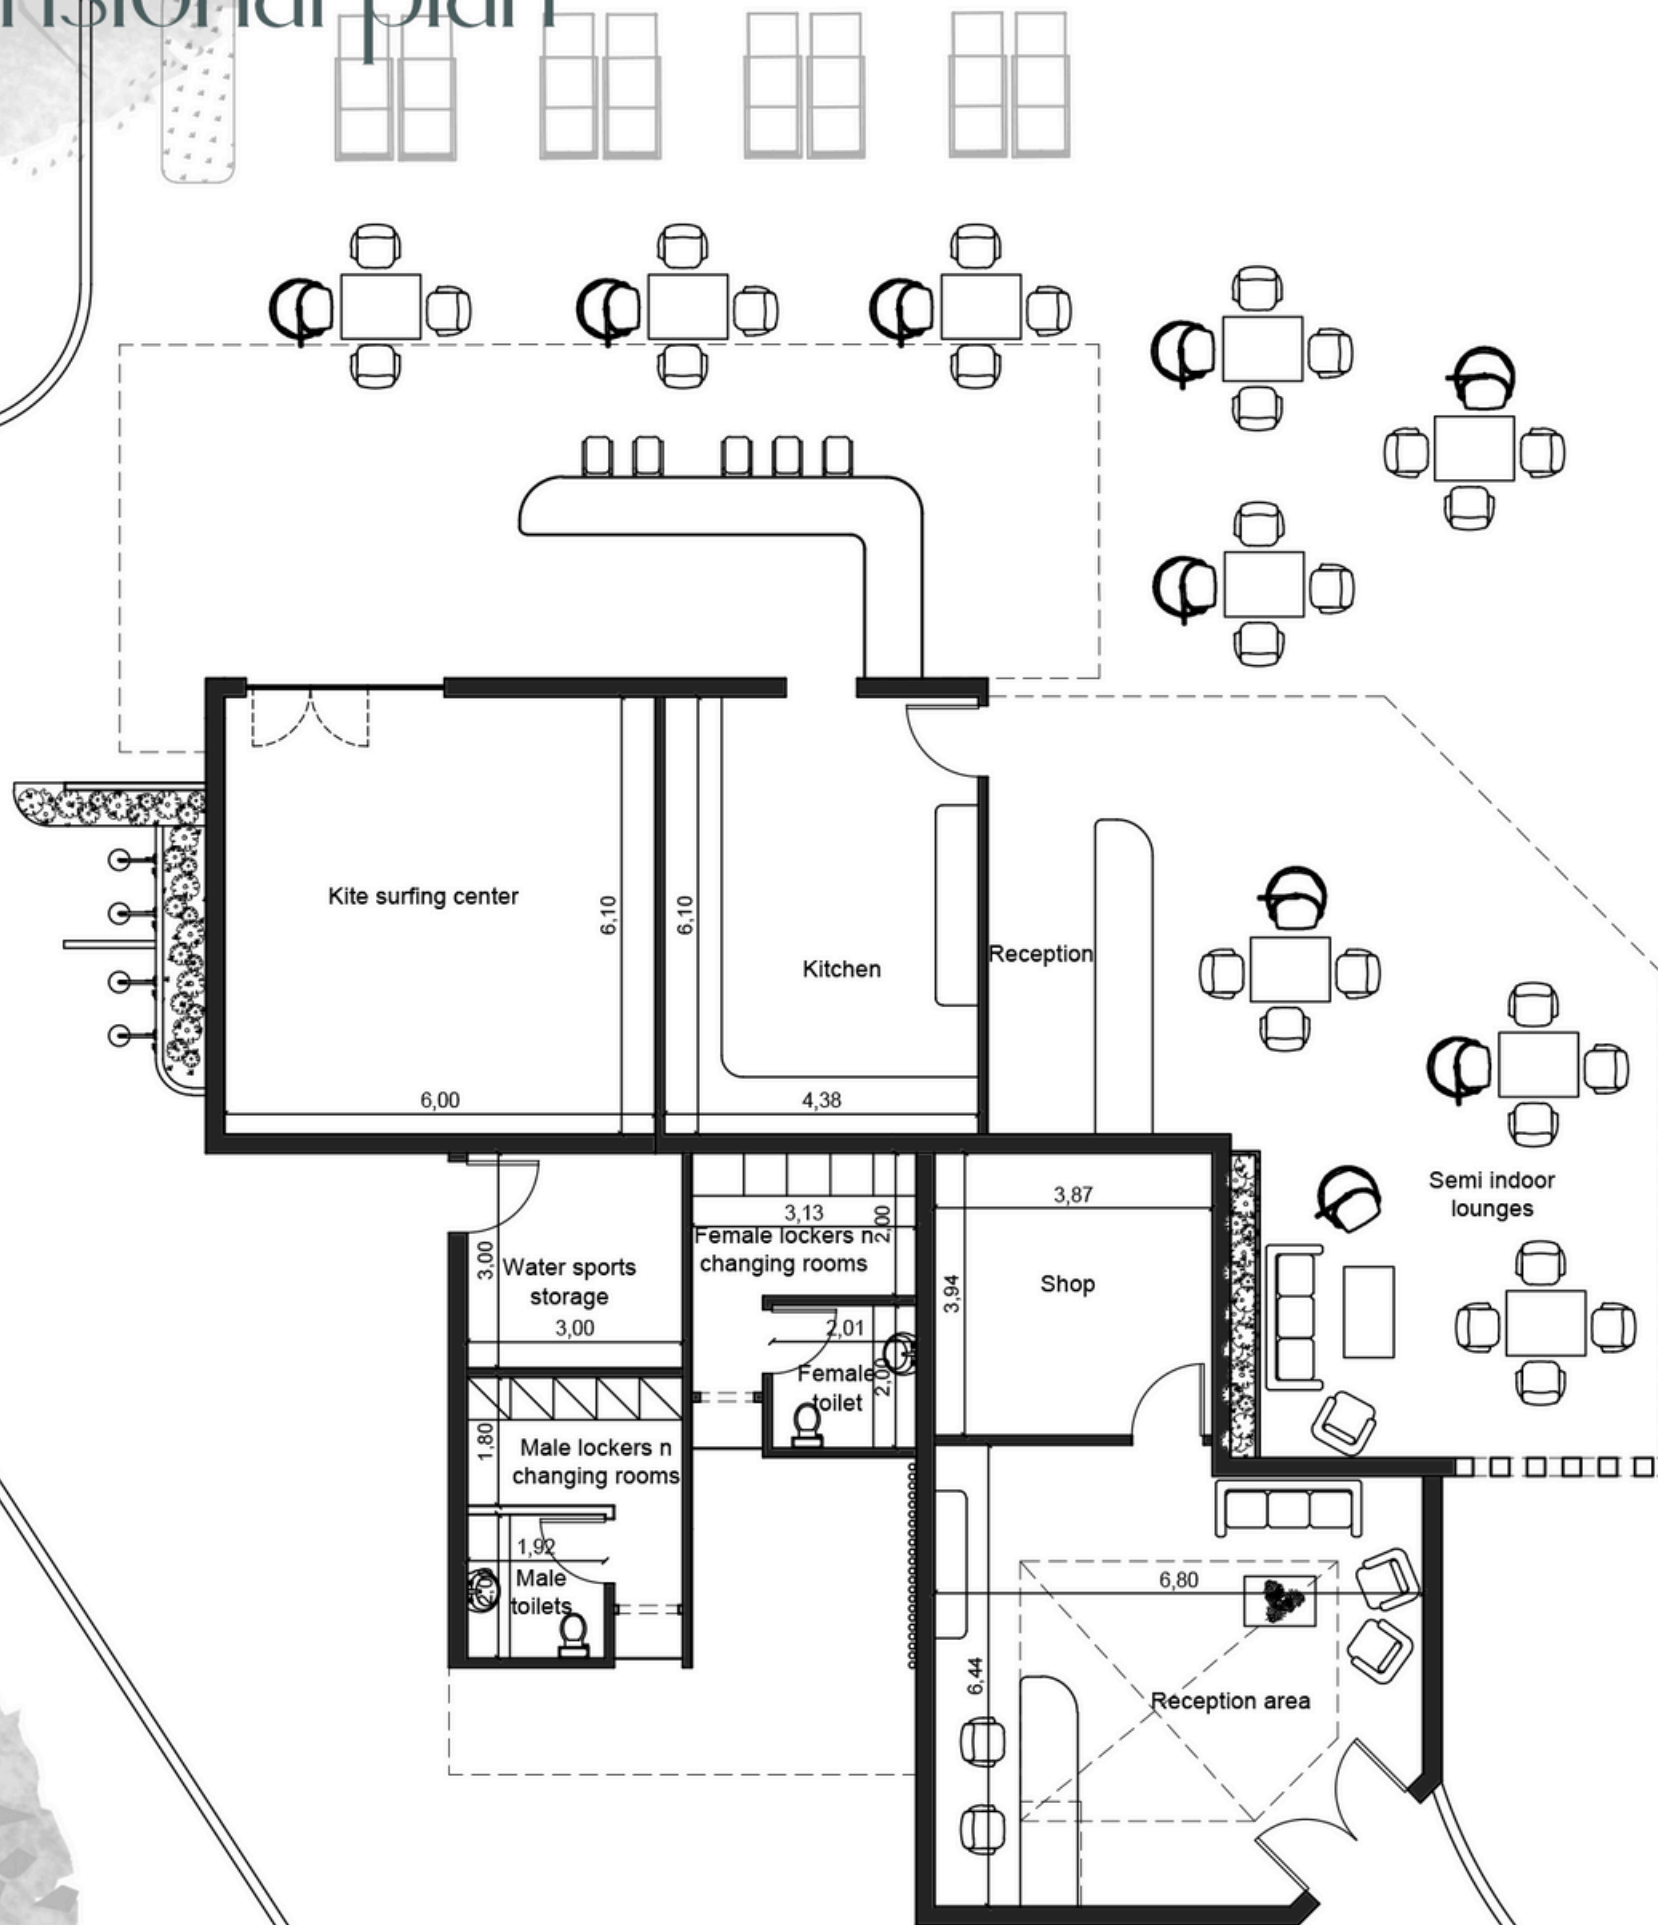 nsional plan
Kite surfing center
6,10
6,10
Kitchen
Reception
6,00
4,38
Semi indoor
lounges
3,87
3,13
2,00
Female lockers n
changing rooms
3,00
Water sports
storage
3,94
Shop
3,00
2,01
Female
toilet
2,00
1,80
Male lockers n
changing rooms
1,92
Male
toilets
6,80
6,44
Reception area